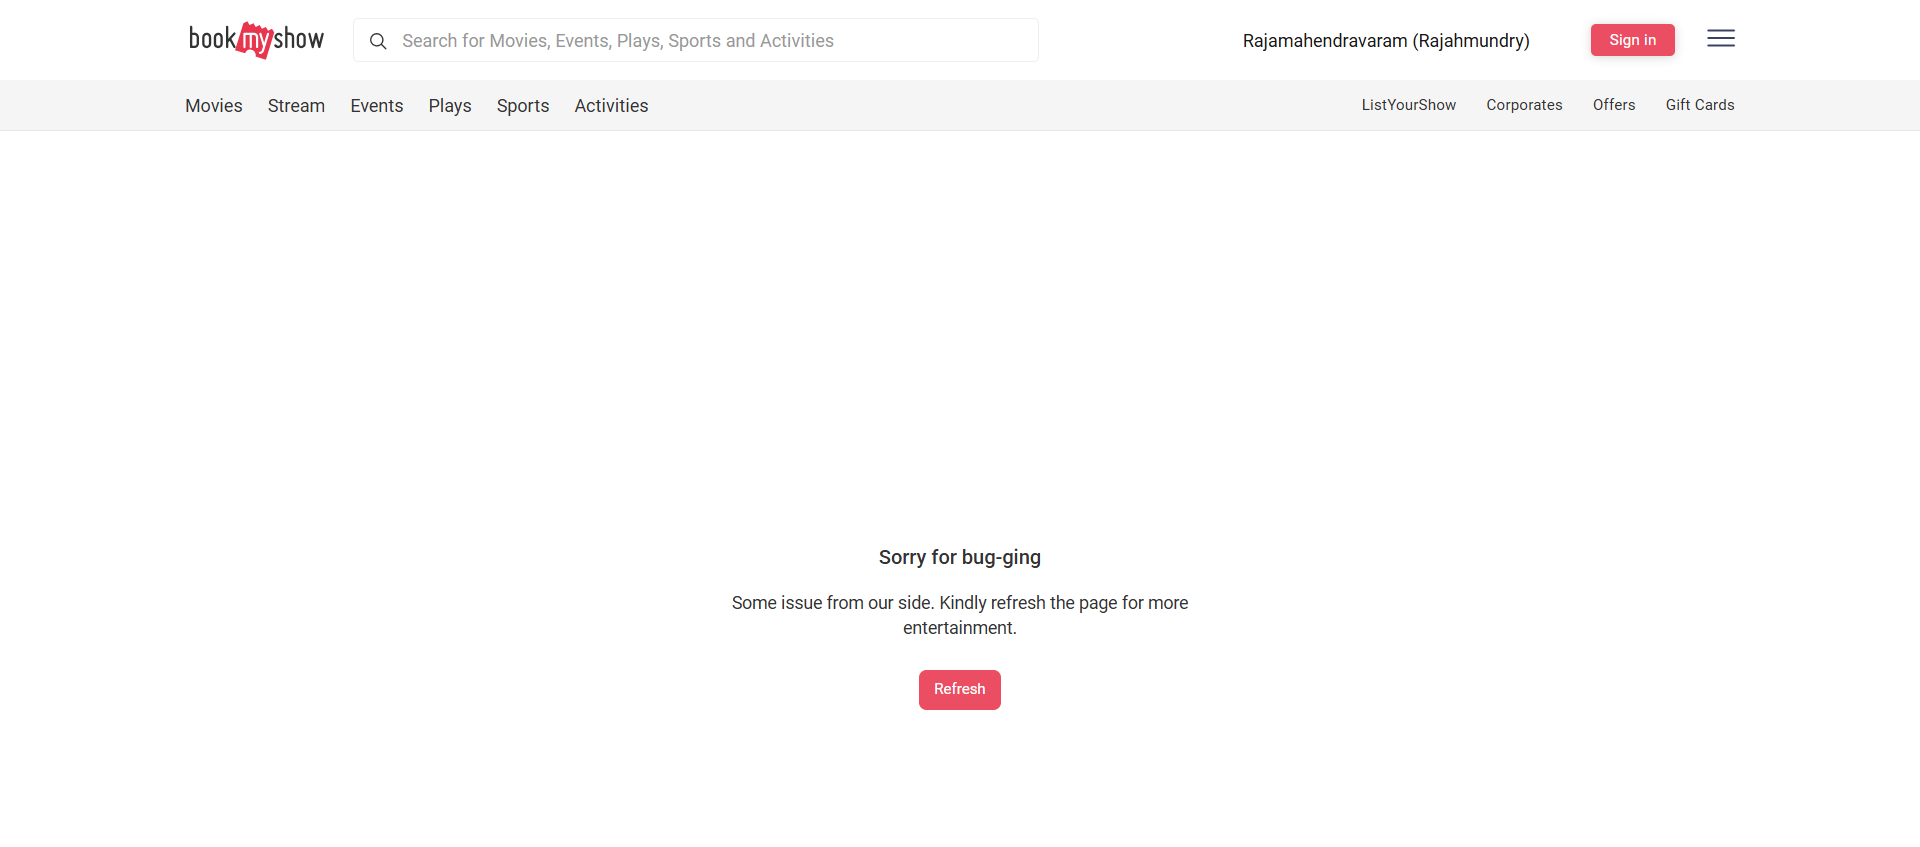 bookmyshow
Search for Movies, Events, Plays, Sports and Activities
Rajamahendravaram (Rajahmundry)
Sign in
Movies Stream Events Plays Sports Activities
ListYourShow Corporates Offers Gift Cards
Sorry for bug-ging
Some issue from our side. Kindly refresh the page for more
entertainment.
Refresh